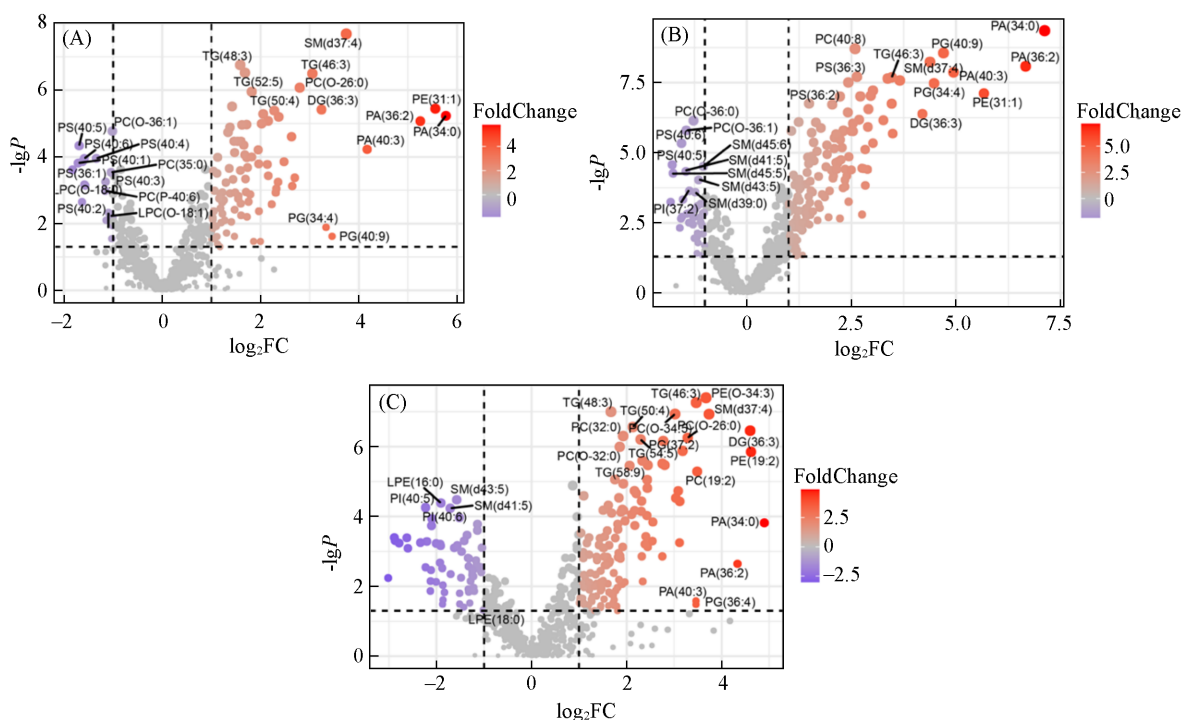 (A)
8
6
4
2
0
−2
0
2
4
6
-lgP
log₂FC
SM(d37:4)
TG(48:3)
TG(46:3)
TG(52:5)
PC(O-26:0)
TG(50:4)
DG(36:3)
PE(31:1)
PA(36:2)
PA(34:0)
PA(40:3)
PG(34:4)
PG(40:9)
PC(O-36:1)
PS(40:5)
PS(40:6)
PS(40:4)
PS(40:1)
PC(35:0)
PS(36:1)
PS(40:3)
LPC(O-18:0)
PC(P-40:6)
PS(40:2)
LPC(O-18:1)
FoldChange
4
2
0
(B)
7.5
5.0
2.5
0
0
2.5
5.0
7.5
-lgP
log₂FC
PA(34:0)
PC(40:8)
PG(40:9)
TG(46:3)
PA(36:2)
PS(36:3)
SM(d37:4)
PA(40:3)
PS(36:2)
PG(34:4)
PE(31:1)
DG(36:3)
PC(O-36:0)
PC(O-36:1)
PS(40:6)
SM(d45:6)
PS(40:5)
SM(d41:5)
SM(d45:5)
SM(d43:5)
PI(37:2)
SM(d39:0)
FoldChange
5.0
2.5
0
(C)
6
4
2
0
−2
0
2
4
-lgP
log₂FC
TG(46:3)
PE(O-34:3)
TG(48:3)
TG(50:4)
SM(d37:4)
PC(32:0)
PC(O-34:3)
PC(O-26:0)
PG(37:2)
DG(36:3)
PC(O-32:0)
TG(54:5)
PE(19:2)
TG(58:9)
PC(19:2)
LPE(16:0)
SM(d43:5)
PI(40:5)
SM(d41:5)
PI(40:6)
PA(34:0)
PA(36:2)
PA(40:3)
PG(36:4)
LPE(18:0)
FoldChange
2.5
0
−2.5